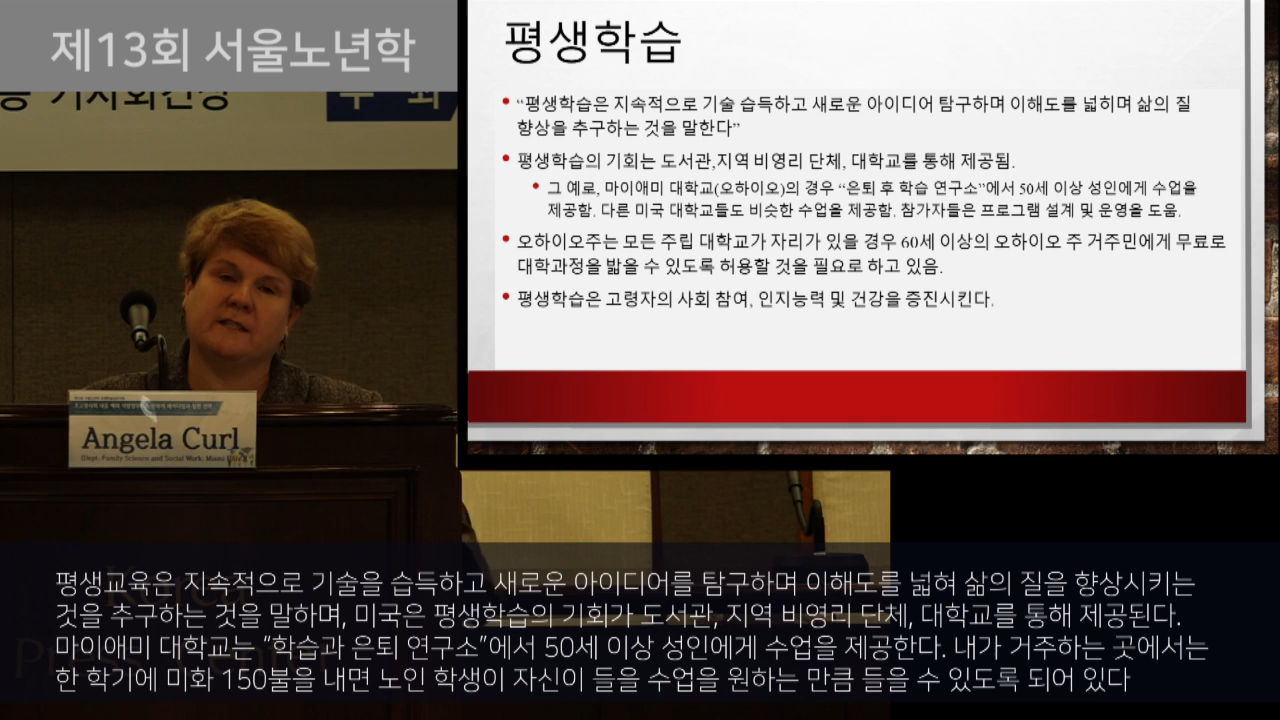 제13회 서울노년학
평생학습
• “평생학습은 지속적으로 기술 습득하고 새로운 아이디어 탐구하며 이해도를 넓히며 삶의 질
향상을 추구하는 것을 말한다”
• 평생학습의 기회는 도서관,지역 비영리 단체, 대학교를 통해 제공됨.
• 그 예로, 마이애미 대학교(오하이오)의 경우 “은퇴 후 학습 연구소”에서 50세 이상 성인에게 수업을
제공함. 다른 미국 대학교들도 비슷한 수업을 제공함. 참가자들은 프로그램 설계 및 운영을 도움.
• 오하이오주는 모든 주립 대학교가 자리가 있을 경우 60세 이상의 오하이오 주 거주민에게 무료로
대학과정을 밟을 수 있도록 허용할 것을 필요로 하고 있음.
• 평생학습은 고령자의 사회 참여, 인지능력 및 건강을 증진시킨다.
Angela Curl
(Dept. Family Science and Social Work, Miami
평생교육은 지속적으로 기술을 습득하고 새로운 아이디어를 탐구하며 이해도를 넓혀 삶의 질을 향상시키는
것을 추구하는 것을 말하며, 미국은 평생학습의 기회가 도서관, 지역 비영리 단체, 대학교를 통해 제공된다.
마이애미 대학교는 “학습과 은퇴 연구소”에서 50세 이상 성인에게 수업을 제공한다. 내가 거주하는 곳에서는
한 학기에 미화 150불을 내면 노인 학생이 자신이 들을 수업을 원하는 만큼 들을 수 있도록 되어 있다